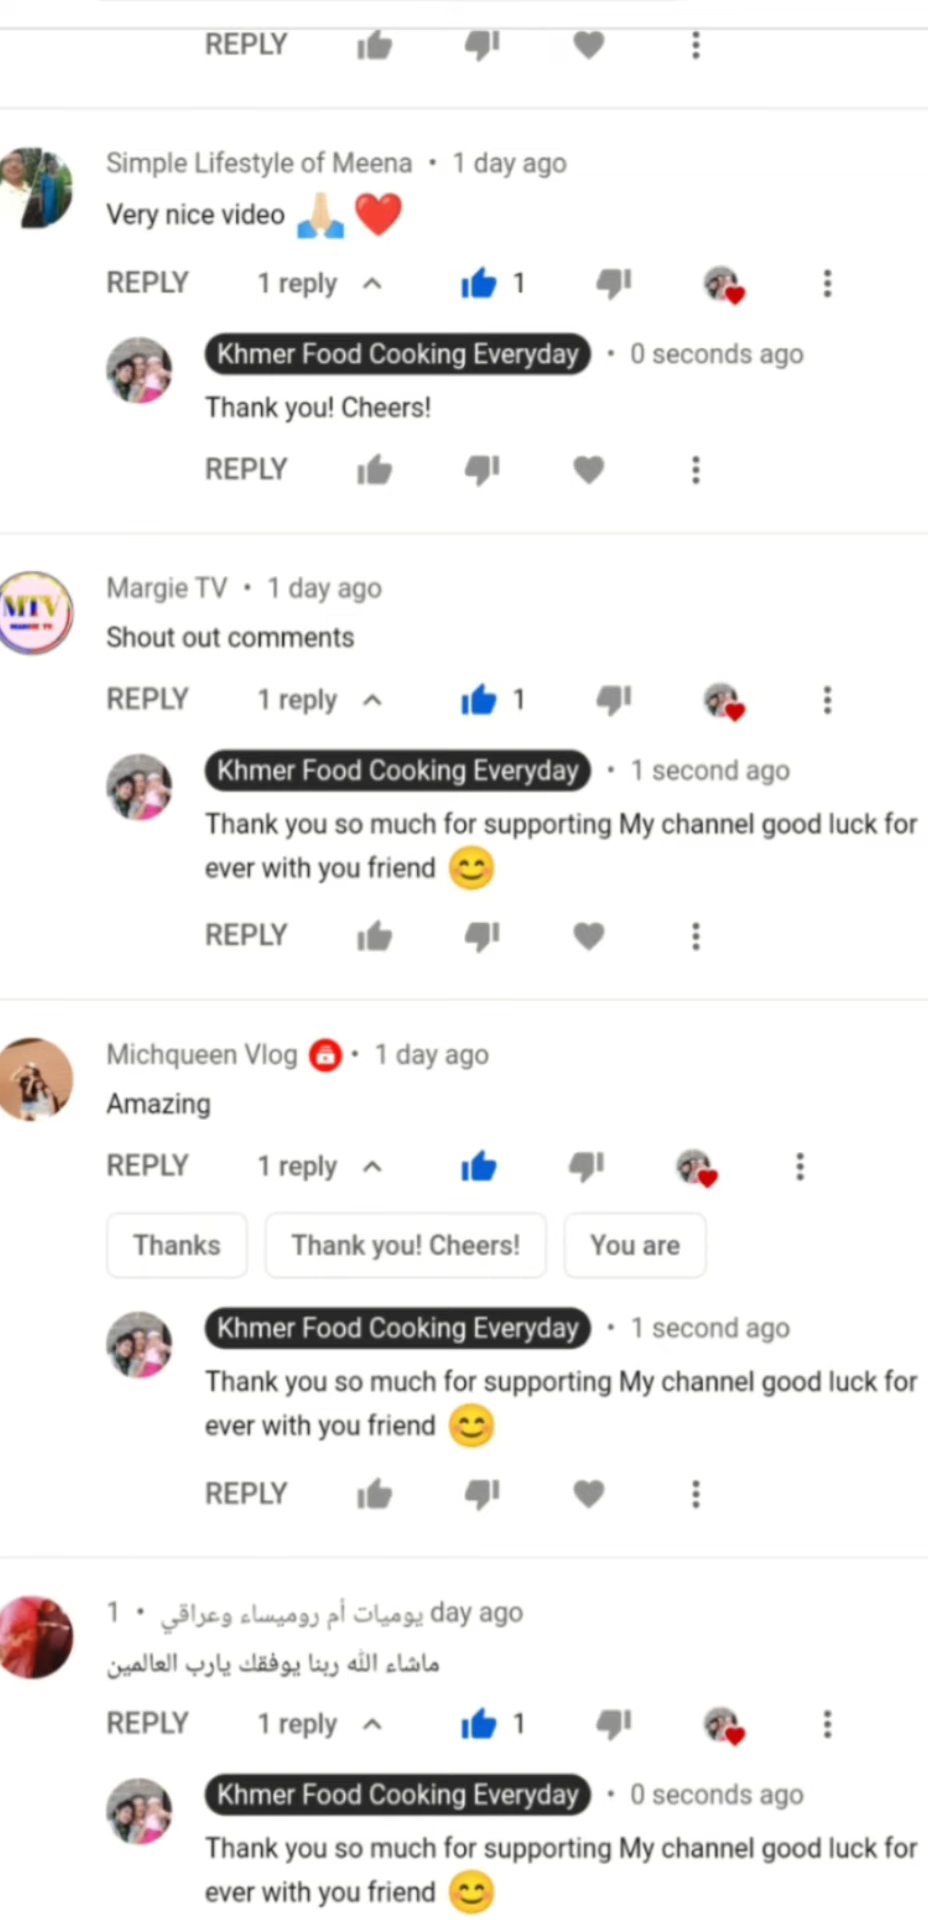 REPLY
Simple Lifestyle of Meena • 1 day ago
Very nice video 🙏🏼❤️
REPLY 1 reply 1
Khmer Food Cooking Everyday • 0 seconds ago
Thank you! Cheers!
REPLY
MTV
Margie TV • 1 day ago
Shout out comments
REPLY 1 reply 1
Khmer Food Cooking Everyday • 1 second ago
Thank you so much for supporting My channel good luck for
ever with you friend 😊
REPLY
Michqueen Vlog • 1 day ago
Amazing
REPLY 1 reply
Thanks Thank you! Cheers! You are
Khmer Food Cooking Everyday • 1 second ago
Thank you so much for supporting My channel good luck for
ever with you friend 😊
REPLY
يوميات أم روميساء وعراقي • 1 day ago
ماشاء الله ربنا يوفقك يارب العالمين
REPLY 1 reply 1
Khmer Food Cooking Everyday • 0 seconds ago
Thank you so much for supporting My channel good luck for
ever with you friend 😊